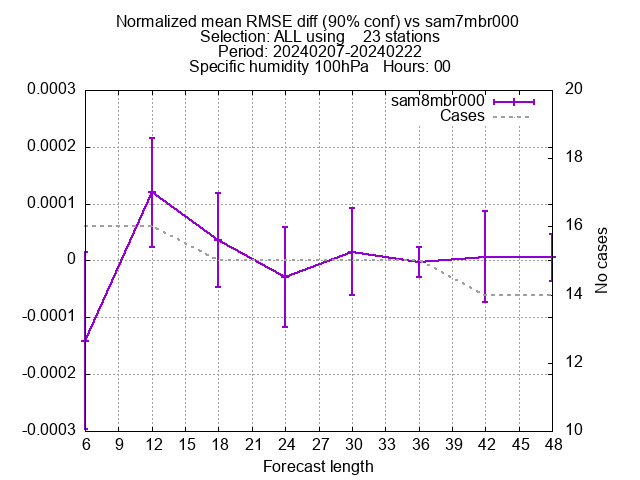 Normalized mean RMSE diff (90% conf) vs sam7mbr000
Selection: ALL using    23 stations
Period: 20240207-20240222
Specific humidity 100hPa   Hours: 00
sam8mbr000
Cases
0.0003
0.0002
0.0001
0
-0.0001
-0.0002
-0.0003
20
18
16
14
12
10
No cases
6 9 12 15 18 21 24 27 30 33 36 39 42 45 48
Forecast length